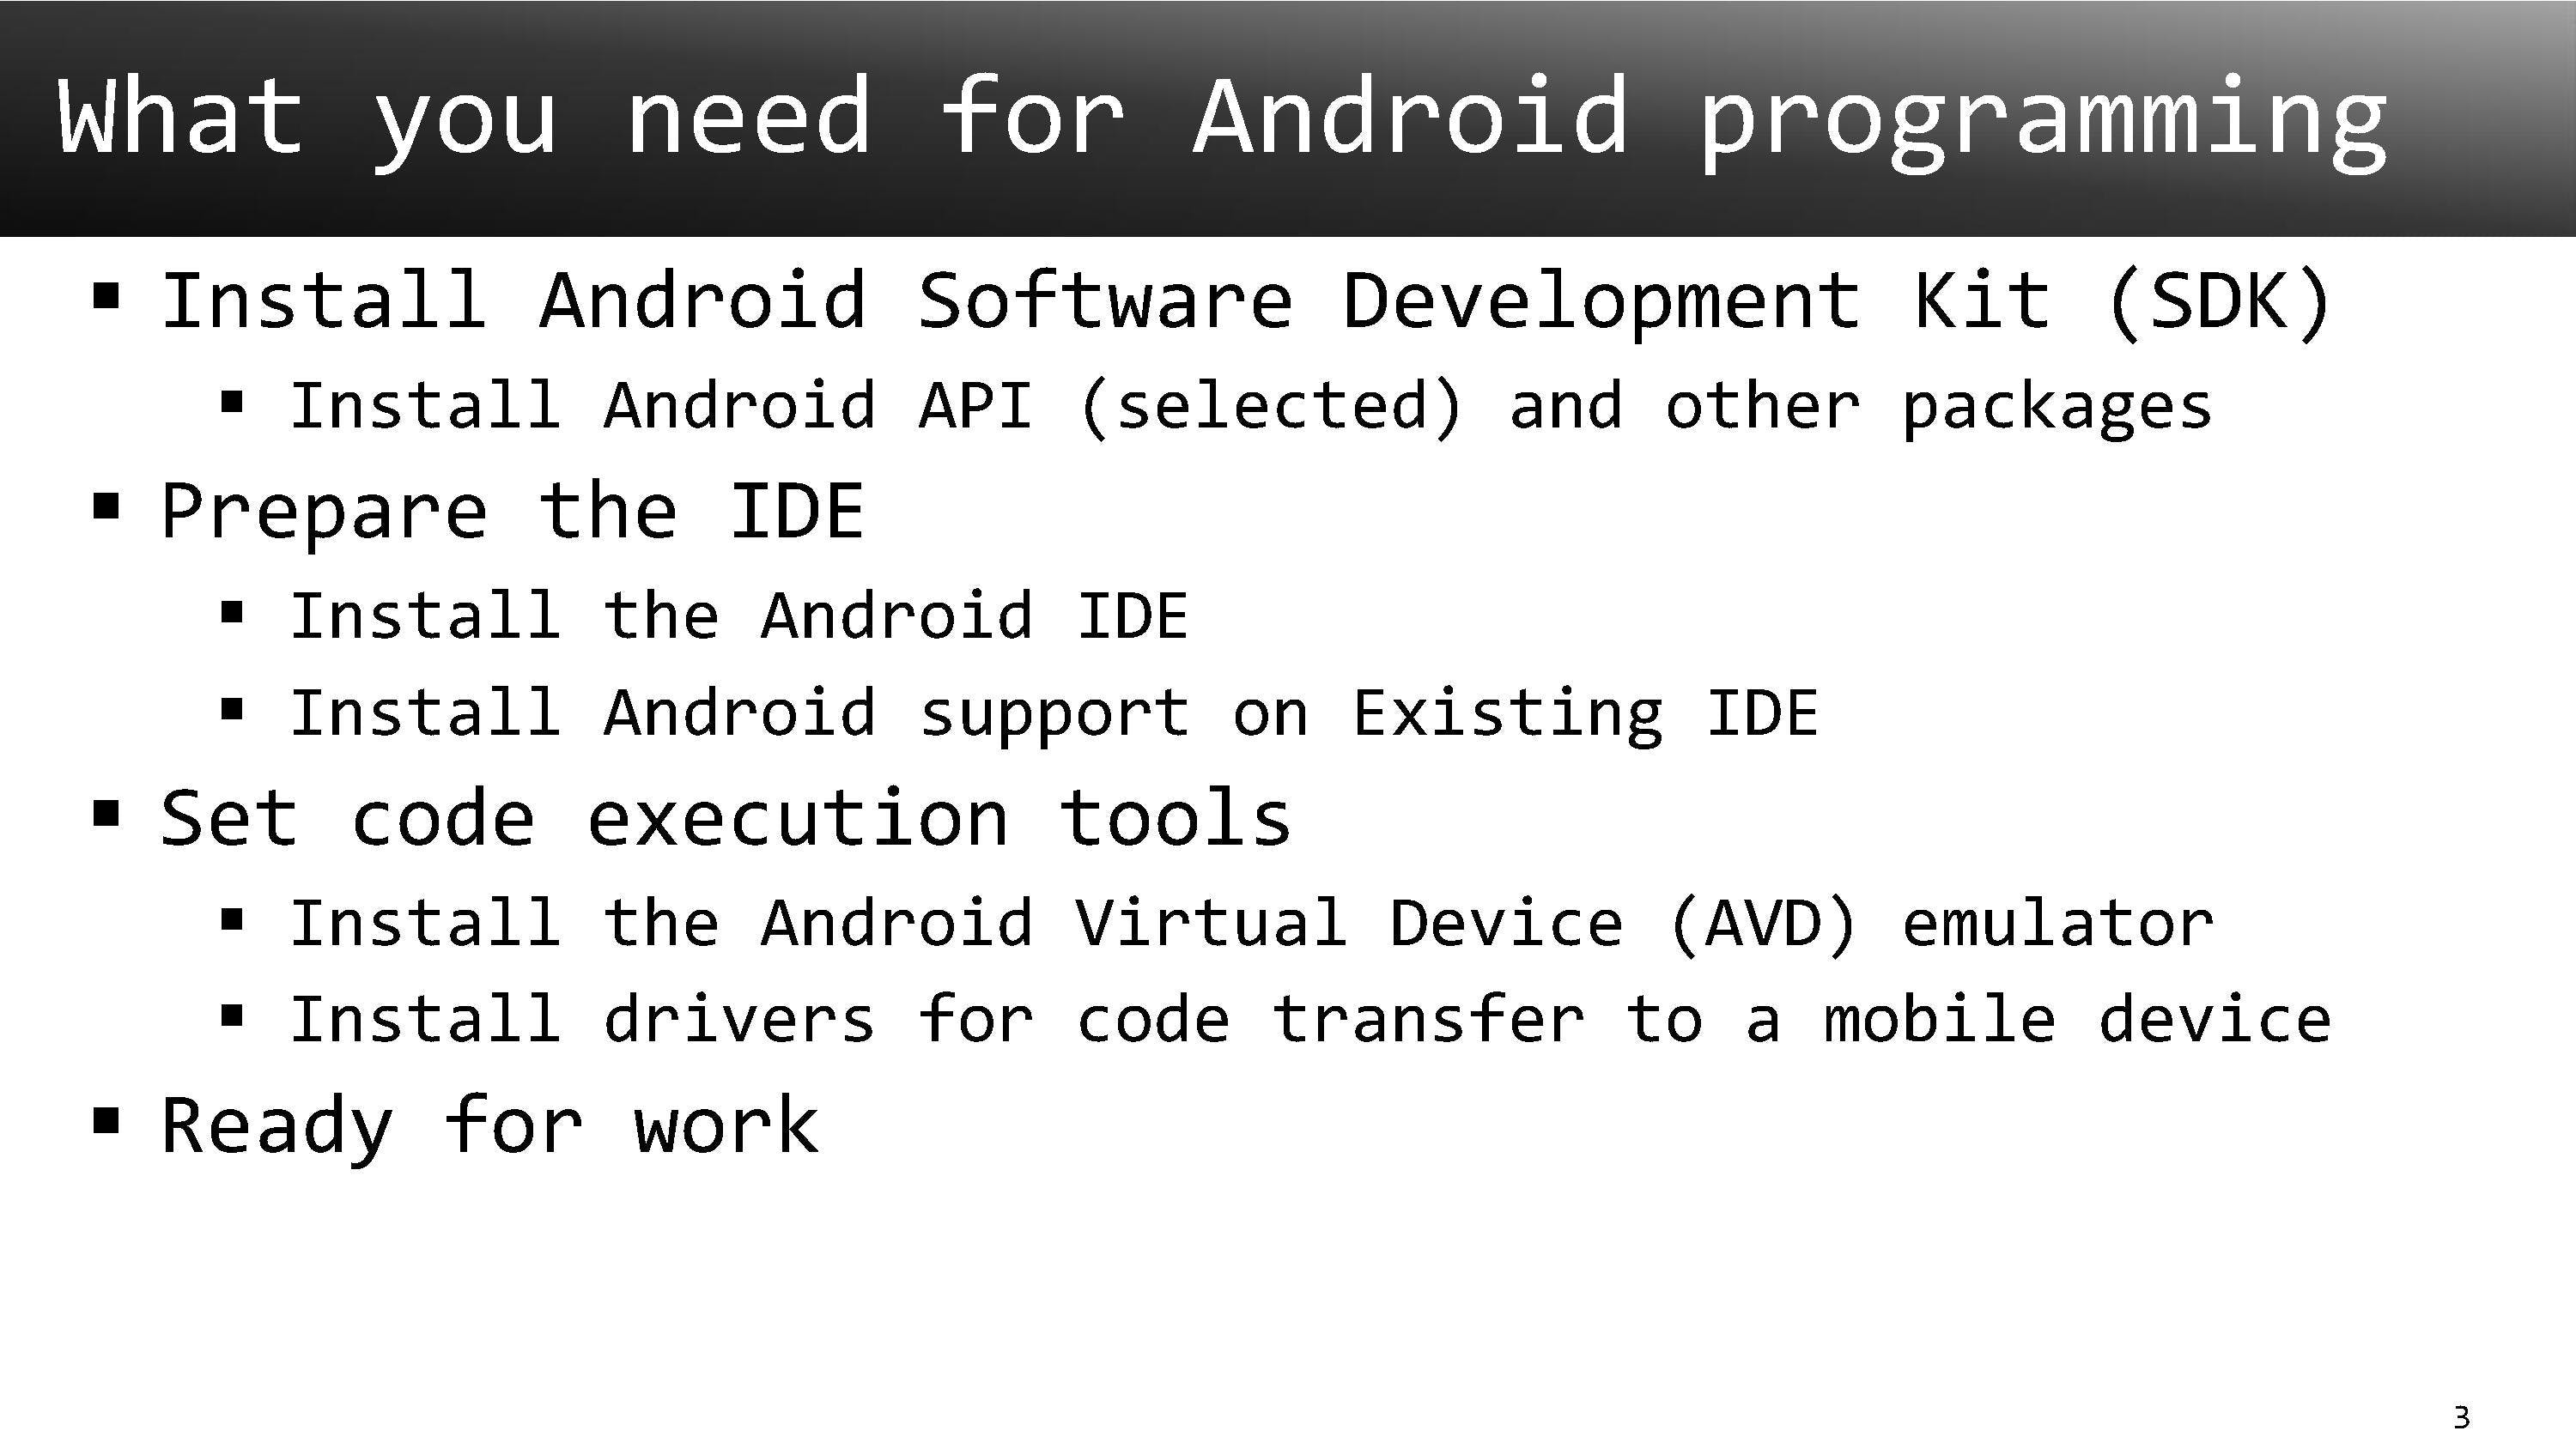 What you need for Android programming
▪ Install Android Software Development Kit (SDK)
▪ Install Android API (selected) and other packages
▪ Prepare the IDE
▪ Install the Android IDE
▪ Install Android support on Existing IDE
▪ Set code execution tools
▪ Install the Android Virtual Device (AVD) emulator
▪ Install drivers for code transfer to a mobile device
▪ Ready for work
3